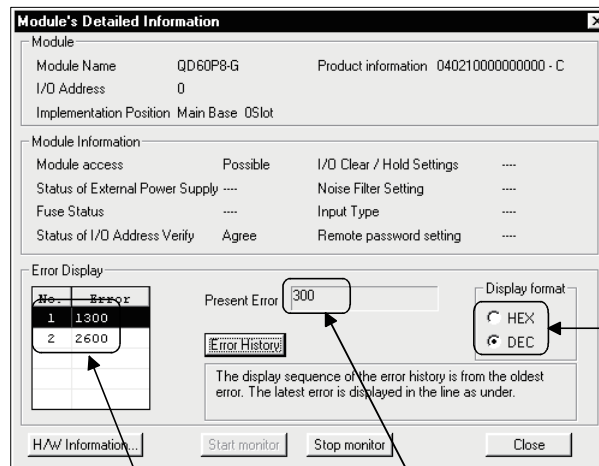 Module's Detailed Information
Module
Module Name QD60P8-G Product information 040210000000000 - C
I/O Address 0
Implementation Position Main Base 0Slot
Module Information
Module access Possible I/O Clear / Hold Settings ----
Status of External Power Supply ---- Noise Filter Setting ----
Fuse Status ---- Input Type ----
Status of I/O Address Verify Agree Remote password setting ----
Error Display
No. Error
1 1300
2 2600
Present Error 300
Display format
HEX
DEC
Error History
The display sequence of the error history is from the oldest
error. The latest error is displayed in the line as under.
H/W Information... Start monitor Stop monitor Close